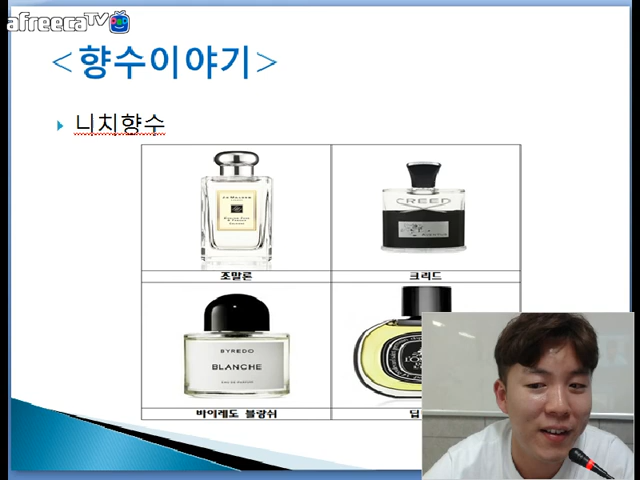 afreecaTV
<향수이야기>
니치향수
JO MALONE
CREED
조말론
크리드
BYREDO
BLANCHE
EAU DE PARFUM
바이레도 블랑쉬
딥